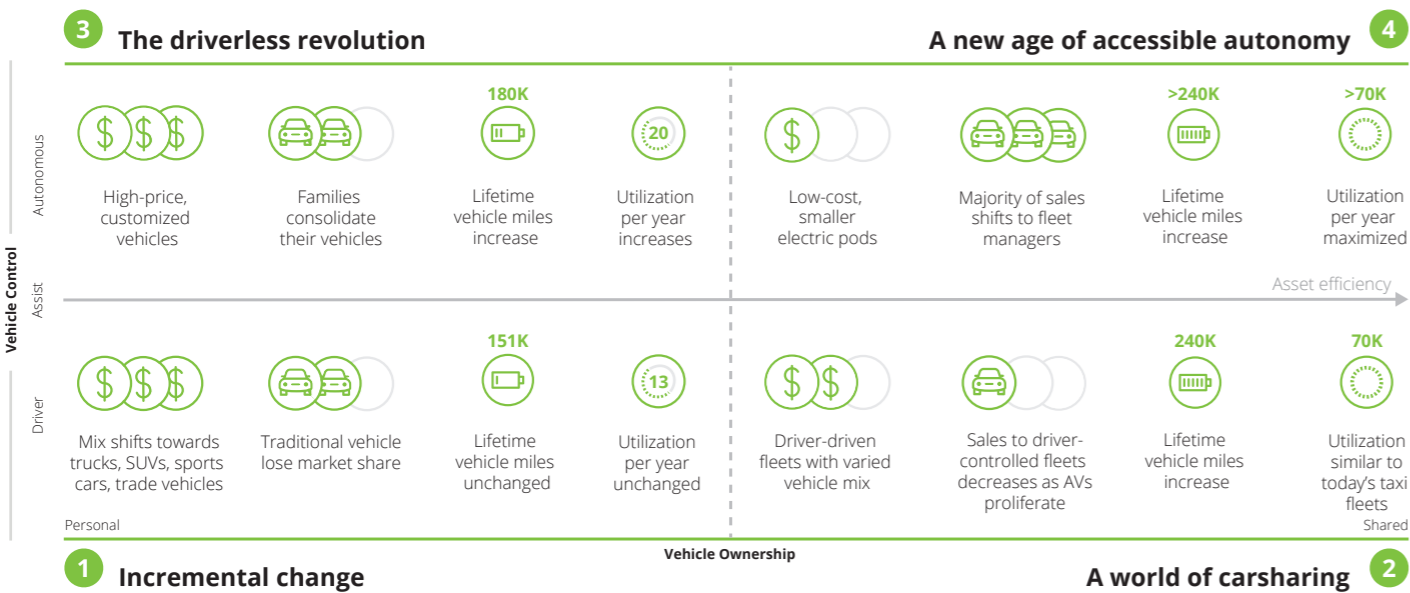 3 The driverless revolution
A new age of accessible autonomy 4
Vehicle Control
Autonomous
Assist
Driver
$ $ $
High-price,
customized
vehicles
Families
consolidate
their vehicles
180K
Lifetime
vehicle miles
increase
20
Utilization
per year
increases
$
Low-cost,
smaller
electric pods
Majority of sales
shifts to fleet
managers
>240K
Lifetime
vehicle miles
increase
>70K
Utilization
per year
maximized
Asset efficiency
$ $ $
Mix shifts towards
trucks, SUVs, sports
cars, trade vehicles
Traditional vehicle
lose market share
151K
Lifetime
vehicle miles
unchanged
13
Utilization
per year
unchanged
$ $
Driver-driven
fleets with varied
vehicle mix
Sales to driver-
controlled fleets
decreases as AVs
proliferate
240K
Lifetime
vehicle miles
increase
70K
Utilization
similar to
today's taxi
fleets
Personal
Shared
Vehicle Ownership
1 Incremental change
A world of carsharing 2